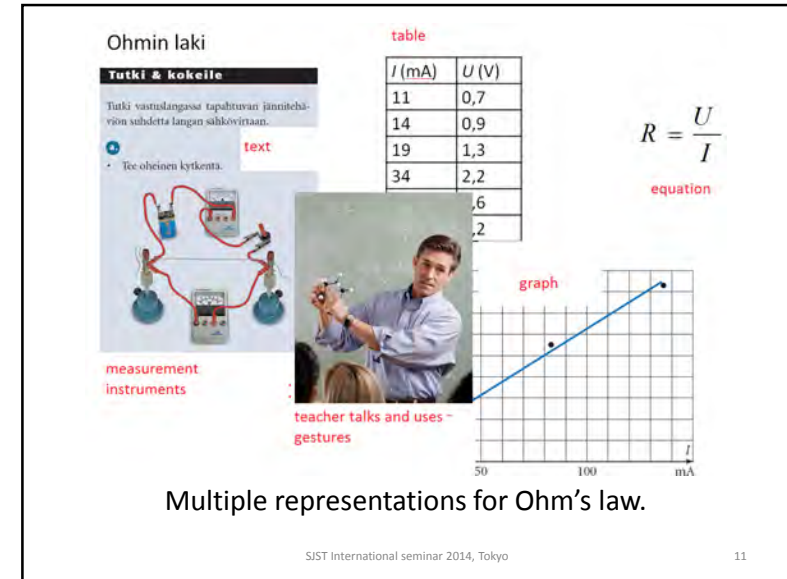 Ohmin laki
Tutki & kokeile
Tutki vastuslangassa tapahtuvan jännitehä-
viön suhdetta langan sähkövirtaan.
text
• Tee oheinen kytkentä.
measurement
instruments
table
I (mA) U (V)
11 0,7
14 0,9
19 1,3
34 2,2
,6
,2
R = U / I
equation
graph
teacher talks and uses
gestures
I
50 100 mA
Multiple representations for Ohm's law.
SJST International seminar 2014, Tokyo 11